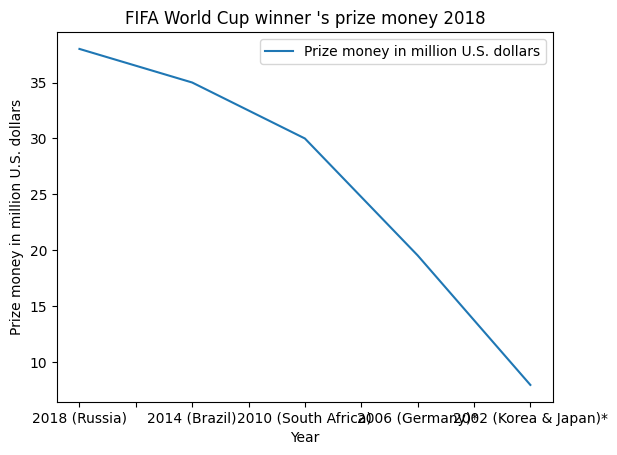 FIFA World Cup winner 's prize money 2018
Prize money in million U.S. dollars
Prize money in million U.S. dollars
35
30
25
20
15
10
2018 (Russia) 2014 (Brazil) 2010 (South Africa) 2006 (Germany)* 2002 (Korea & Japan)*
Year